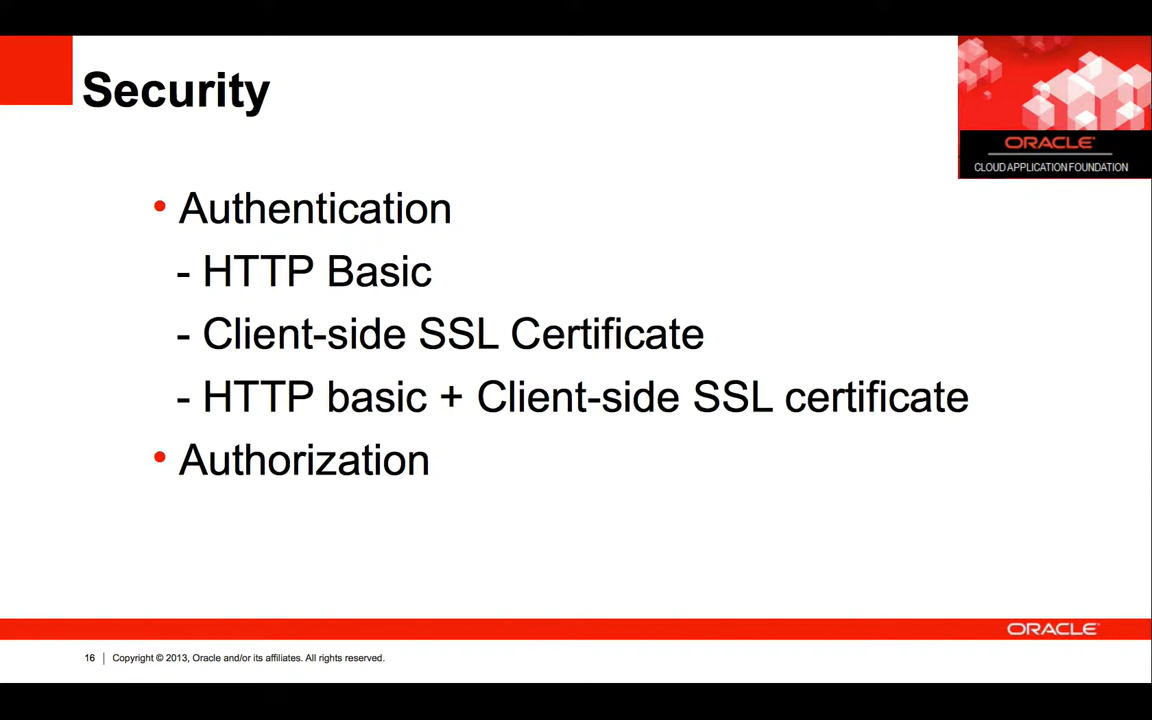 Security
ORACLE
CLOUD APPLICATION FOUNDATION
• Authentication
- HTTP Basic
- Client-side SSL Certificate
- HTTP basic + Client-side SSL certificate
• Authorization
ORACLE
16 | Copyright © 2013, Oracle and/or its affiliates. All rights reserved.